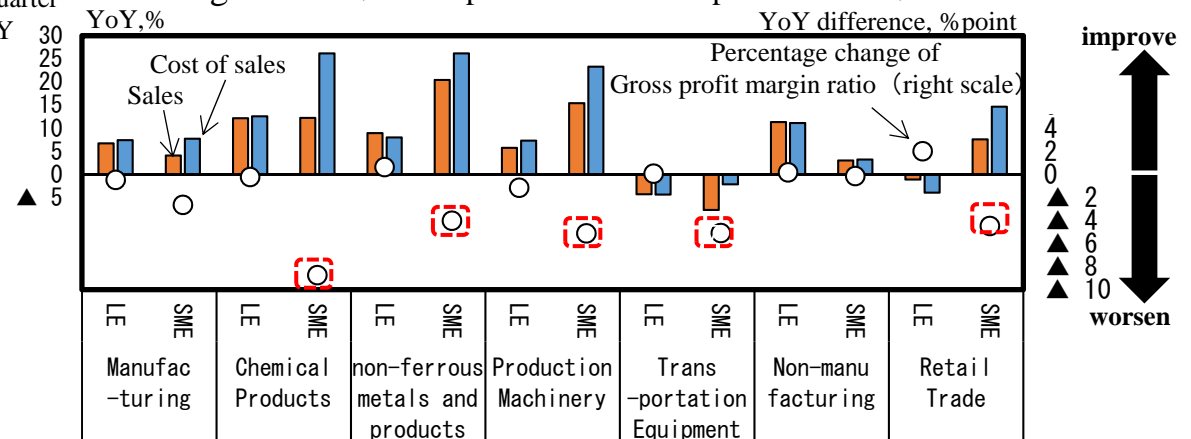 YoY,%
YoY difference, %point
30
25
20
15
10
5
0
▲ 5
Cost of sales
Sales
Percentage change of
Gross profit margin ratio （right scale）
4
2
0
▲ 2
▲ 4
▲ 6
▲ 8
▲ 10
improve
worsen
LE SME LE SME LE SME LE SME LE SME LE SME LE SME
Manufac
-turing
Chemical
Products
non-ferrous
metals and
products
Production
Machinery
Trans
-portation
Equipment
Non-manu
facturing
Retail
Trade